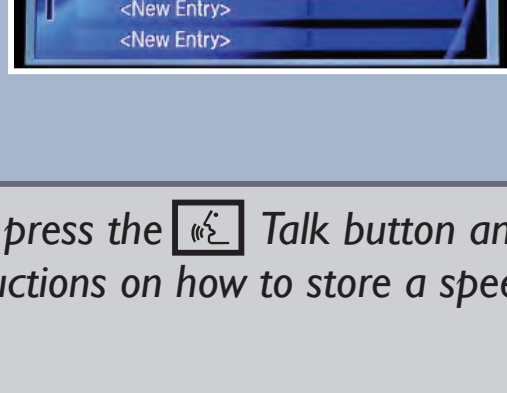 <New Entry>
<New Entry>
press the Talk button an
uctions on how to store a spee